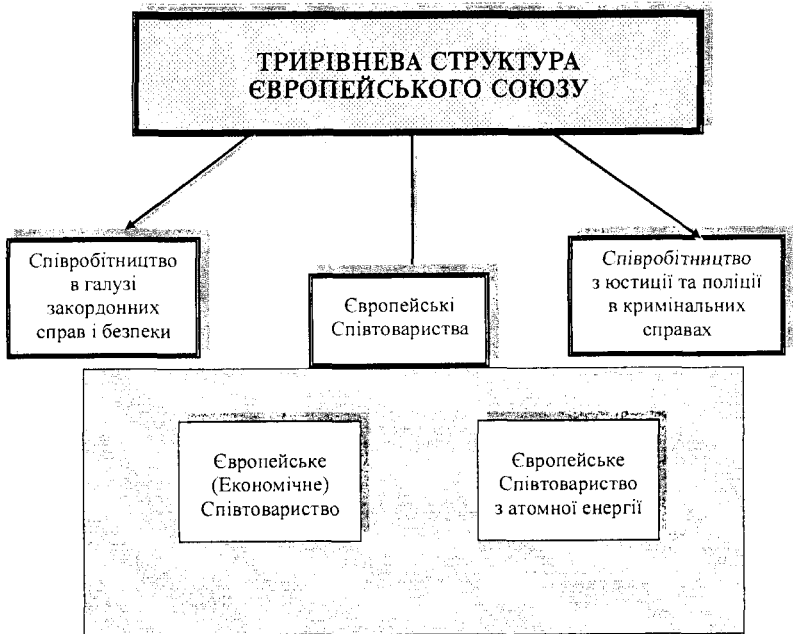 ТРИРІВНЕВА СТРУКТУРА
ЄВРОПЕЙСЬКОГО СОЮЗУ
Співробітництво
в галузі
закордонних
справ і безпеки
Європейські
Співтовариства
Співробітництво
з юстиції та поліції
в кримінальних
справах
Європейське
(Економічне)
Співтовариство
Європейське
Співтовариство
з атомної енергії